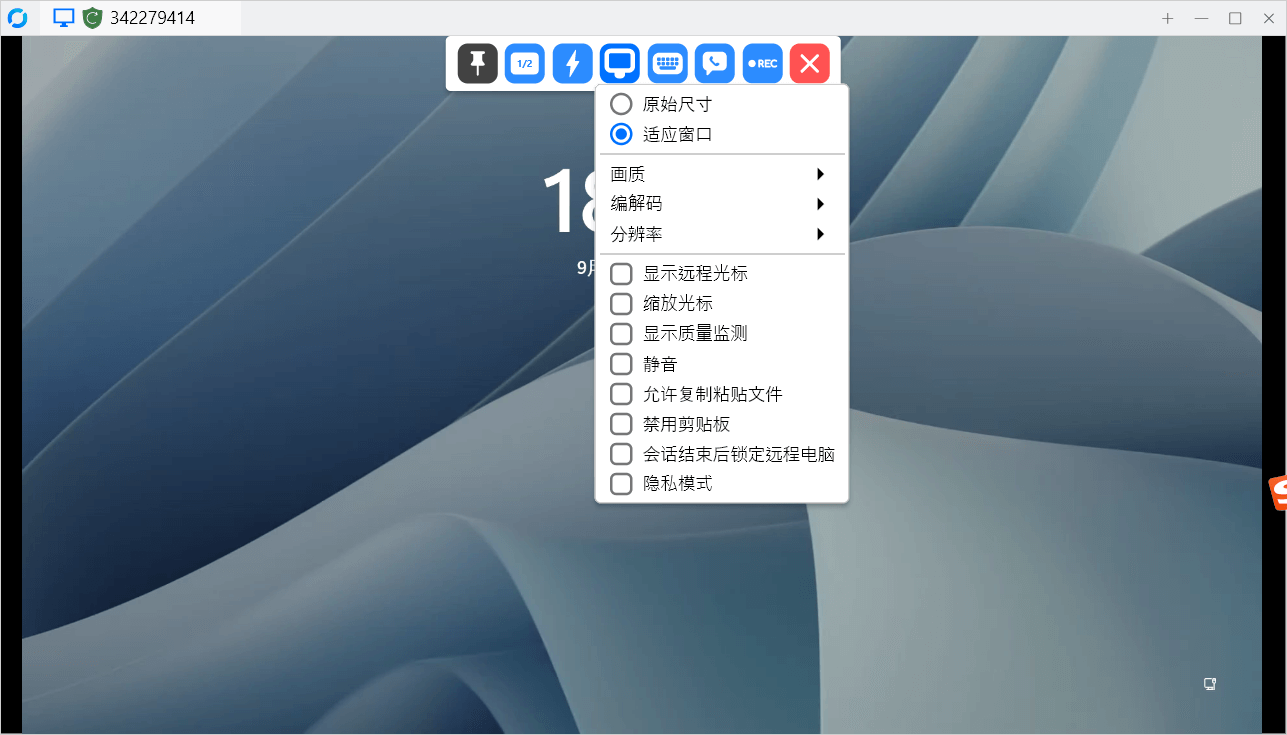 342279414
1/2
REC
原始尺寸
适应窗口
画质
编解码
分辨率
显示远程光标
缩放光标
显示质量监测
静音
允许复制粘贴文件
禁用剪贴板
会话结束后锁定远程电脑
隐私模式
18
9月